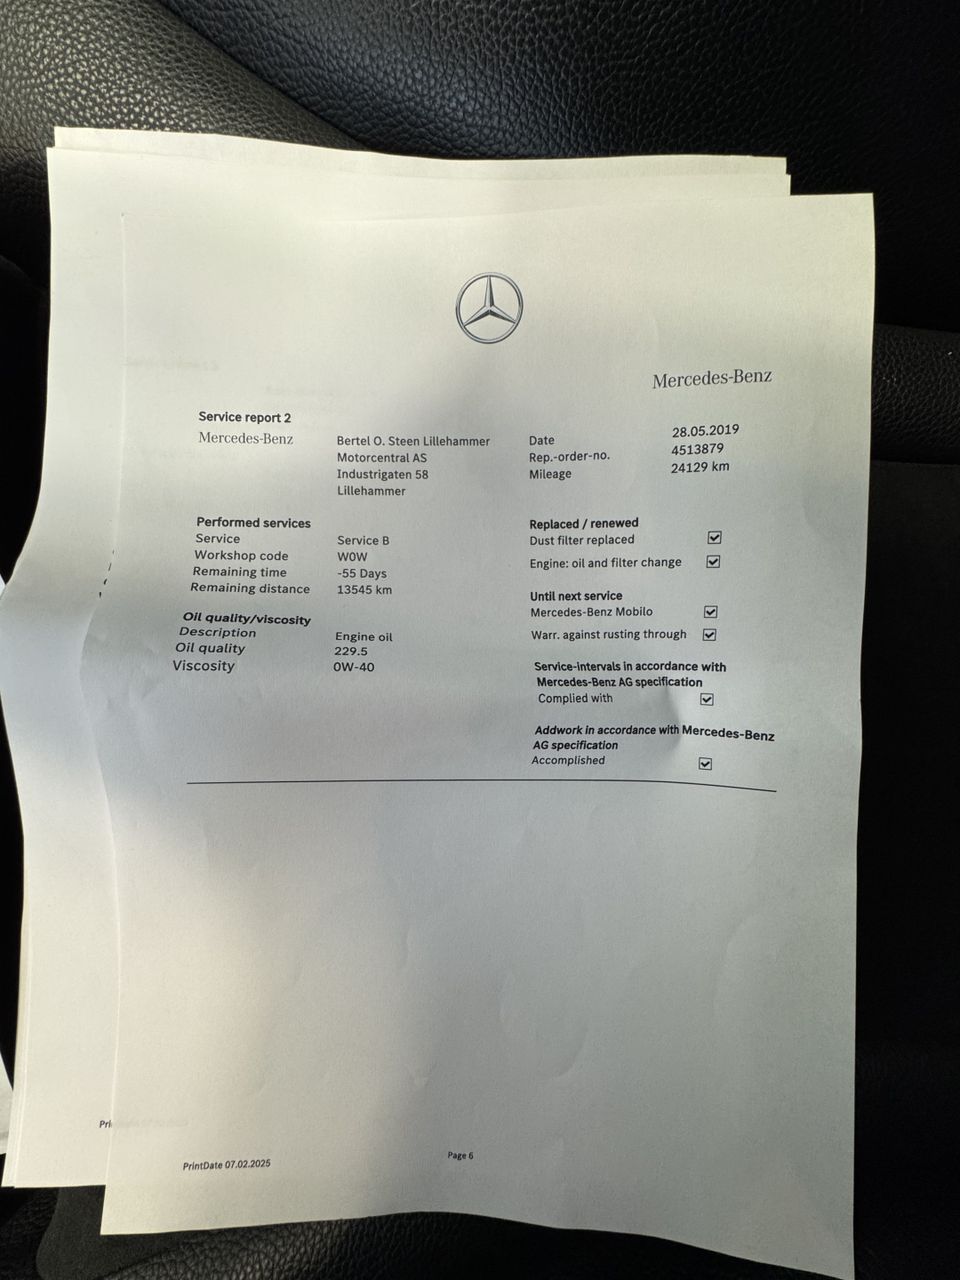 Mercedes-Benz
Service report 2
Mercedes-Benz
Bertel O. Steen Lillehammer
Motorcentral AS
Industrigaten 58
Lillehammer
Date 28.05.2019
Rep.-order-no. 4513879
Mileage 24129 km
Performed services
Service Service B
Workshop code W0W
Remaining time -55 Days
Remaining distance 13545 km
Oil quality/viscosity
Description Engine oil
Oil quality 229.5
Viscosity 0W-40
Replaced / renewed
Dust filter replaced ☑
Engine: oil and filter change ☑
Until next service
Mercedes-Benz Mobilo ☑
Warr. against rusting through ☑
Service-intervals in accordance with
Mercedes-Benz AG specification
Complied with ☑
Addwork in accordance with Mercedes-Benz
AG specification
Accomplished ☑
Pri
PrintDate 07.02.2025
Page 6